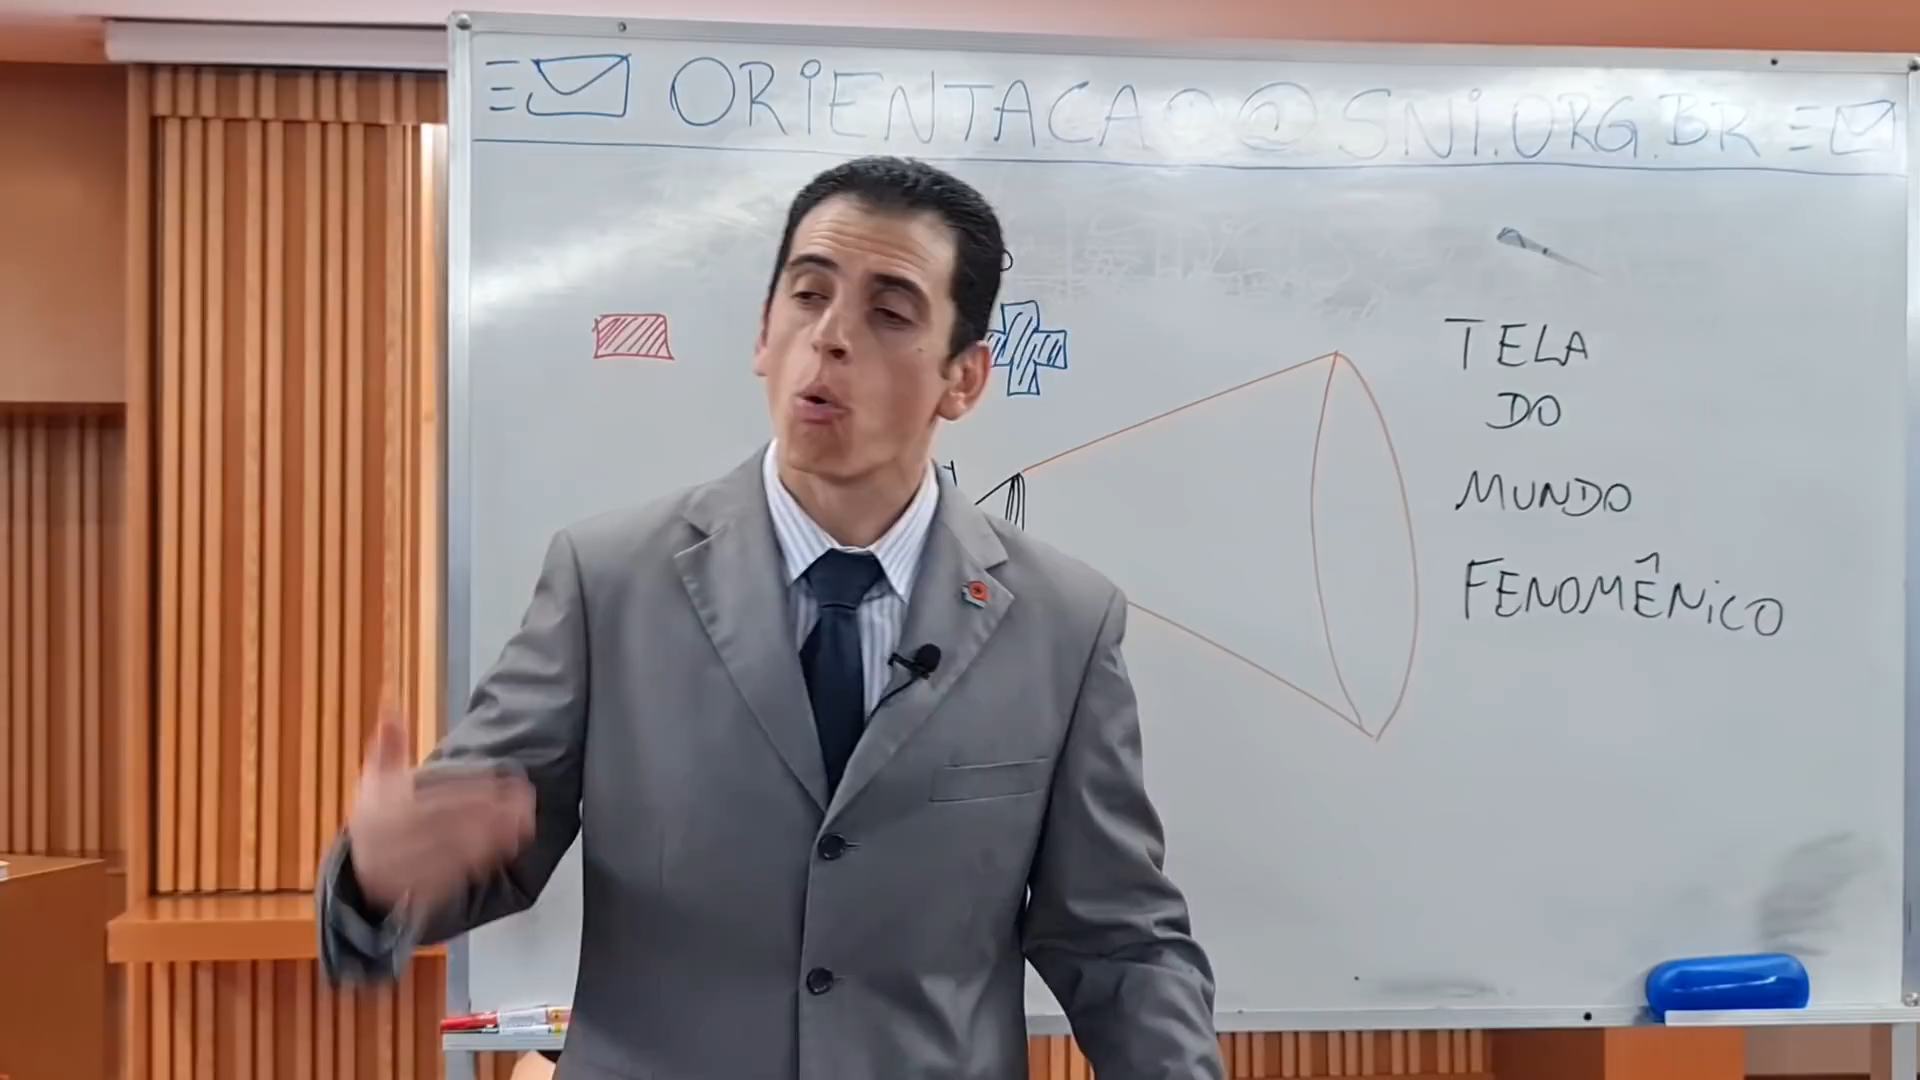 ORIENTACAO@SNI.ORG.BR
TELA
DO
MUNDO
FENOMÊNICO